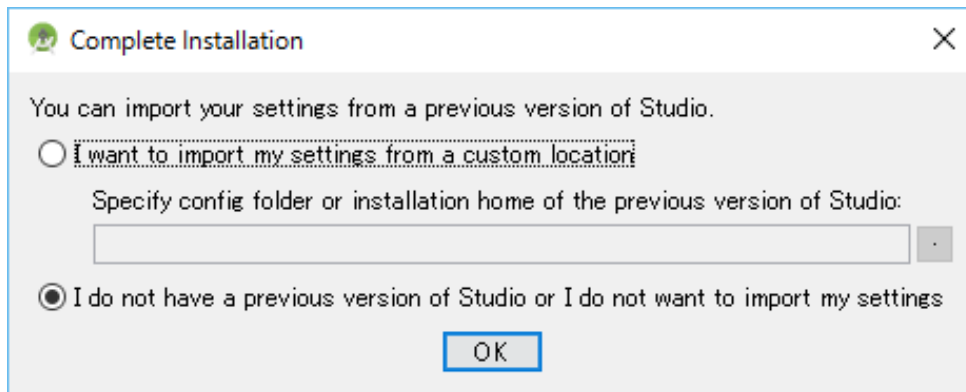 Complete Installation
You can import your settings from a previous version of Studio.
I want to import my settings from a custom location
Specify config folder or installation home of the previous version of Studio:
I do not have a previous version of Studio or I do not want to import my settings
OK